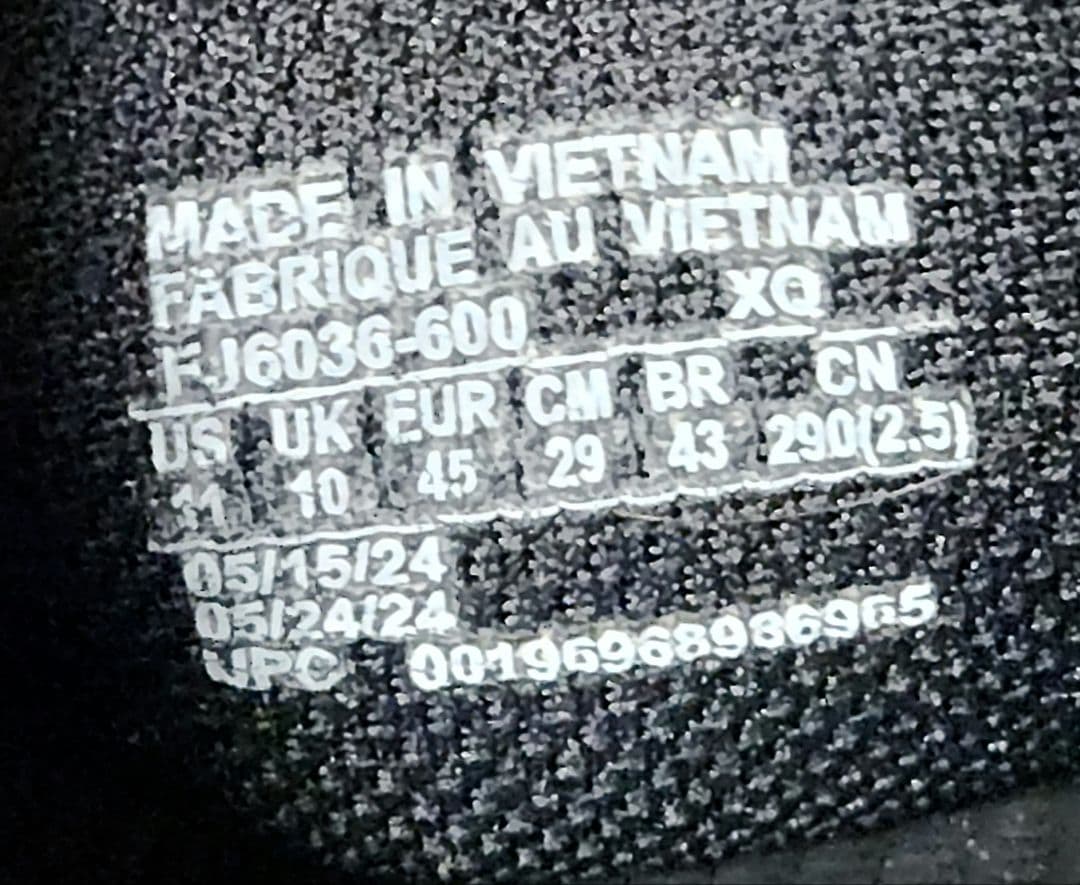 MADE IN VIETNAM
FABRIQUE AU VIETNAM
FJ6036-600 XQ
US UK EUR CM BR CN
11 10 45 29 43 290(2.5)
05/15/24
05/24/24
UPC 00196968986965